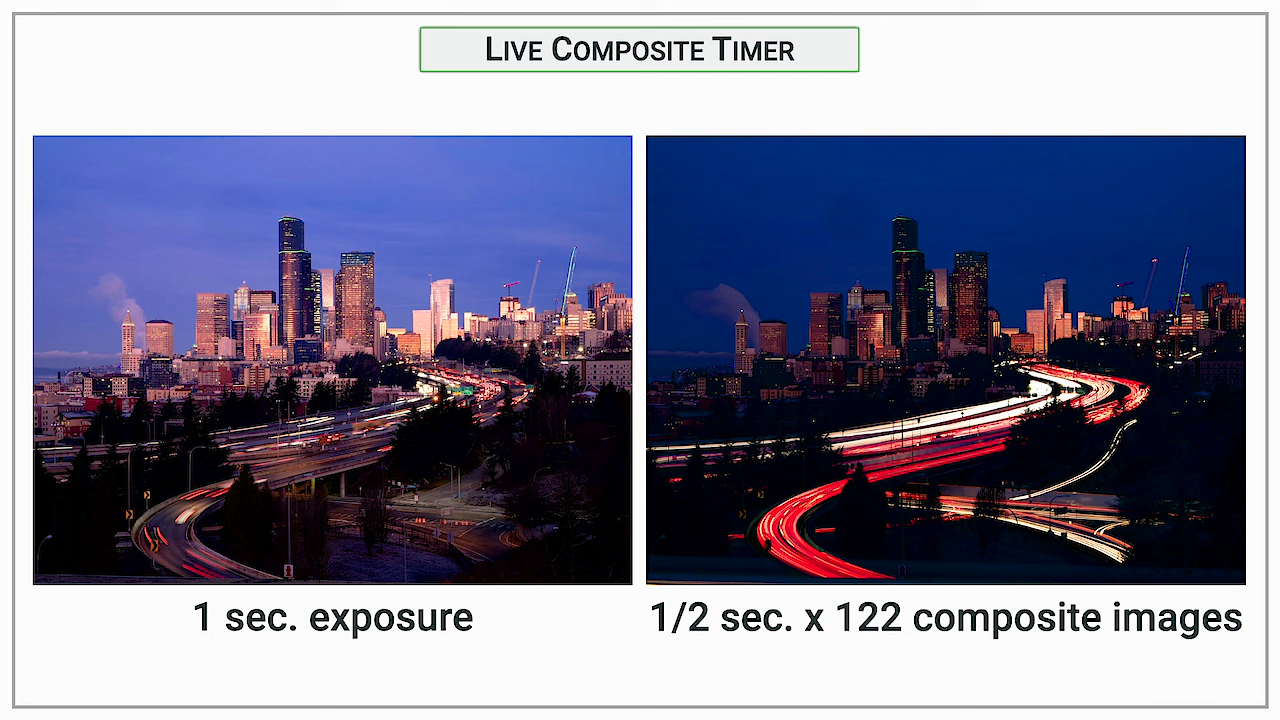 Live Composite Timer
1 sec. exposure
1/2 sec. x 122 composite images